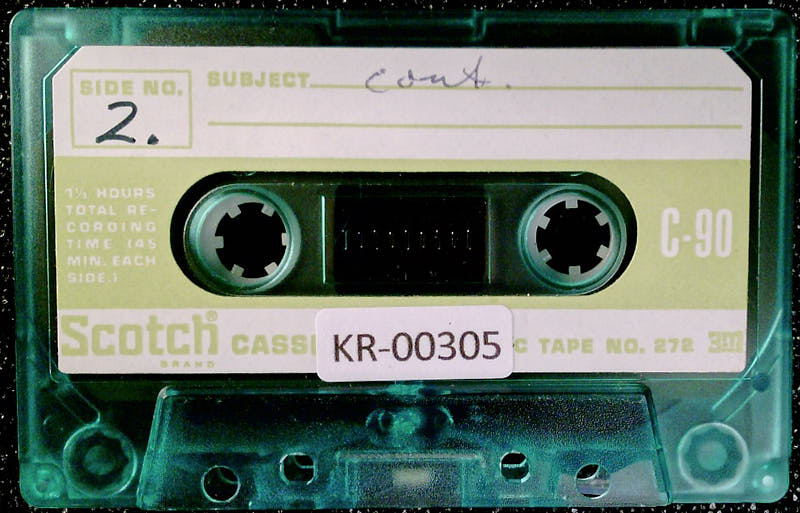 SIDE NO.
2.
SUBJECT cont.
1½ HOURS
TOTAL RE-
CORDING
TIME (45
MIN. EACH
SIDE.)
C-90
Scotch® CASS C TAPE NO. 272 3M
BRAND
KR-00305